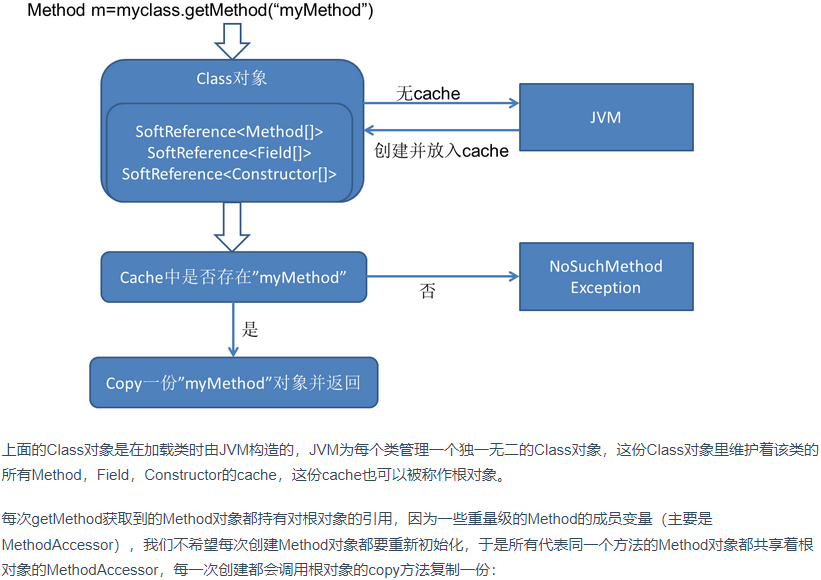 Method m=myclass.getMethod(“myMethod”)
Class对象
无cache
JVM
SoftReference<Method[]>
SoftReference<Field[]>
SoftReference<Constructor[]>
创建并放入cache
Cache中是否存在”myMethod”
否
NoSuchMethod
Exception
是
Copy一份”myMethod”对象并返回
上面的Class对象是在加载类时由JVM构造的，JVM为每个类管理一个独一无二的Class对象，这份Class对象里维护着该类的
所有Method，Field，Constructor的cache，这份cache也可以被称作根对象。
每次getMethod获取到的Method对象都持有对根对象的引用，因为一些重量级的Method的成员变量（主要是
MethodAccessor），我们不希望每次创建Method对象都要重新初始化，于是所有代表同一个方法的Method对象都共享着根
对象的MethodAccessor，每一次创建都会调用根对象的copy方法复制一份：